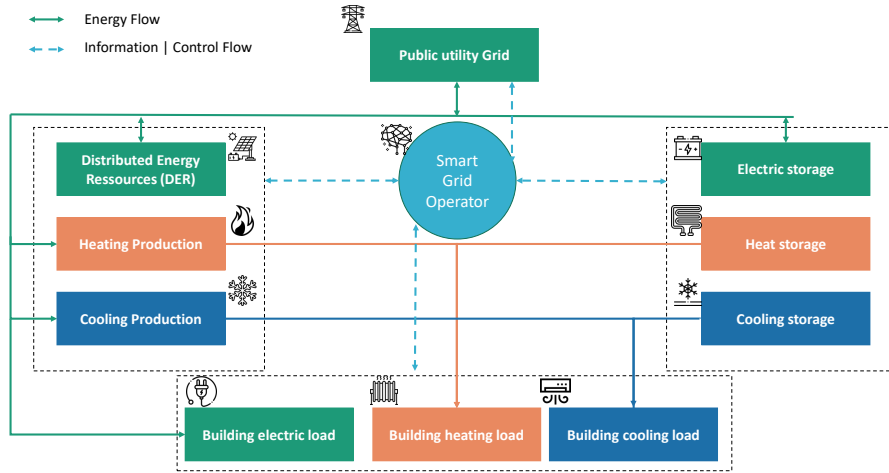 Energy Flow
Information | Control Flow
Public utility Grid
Distributed Energy
Ressources (DER)
Smart
Grid
Operator
Electric storage
Heating Production
Heat storage
Cooling Production
Cooling storage
Building electric load
Building heating load
Building cooling load